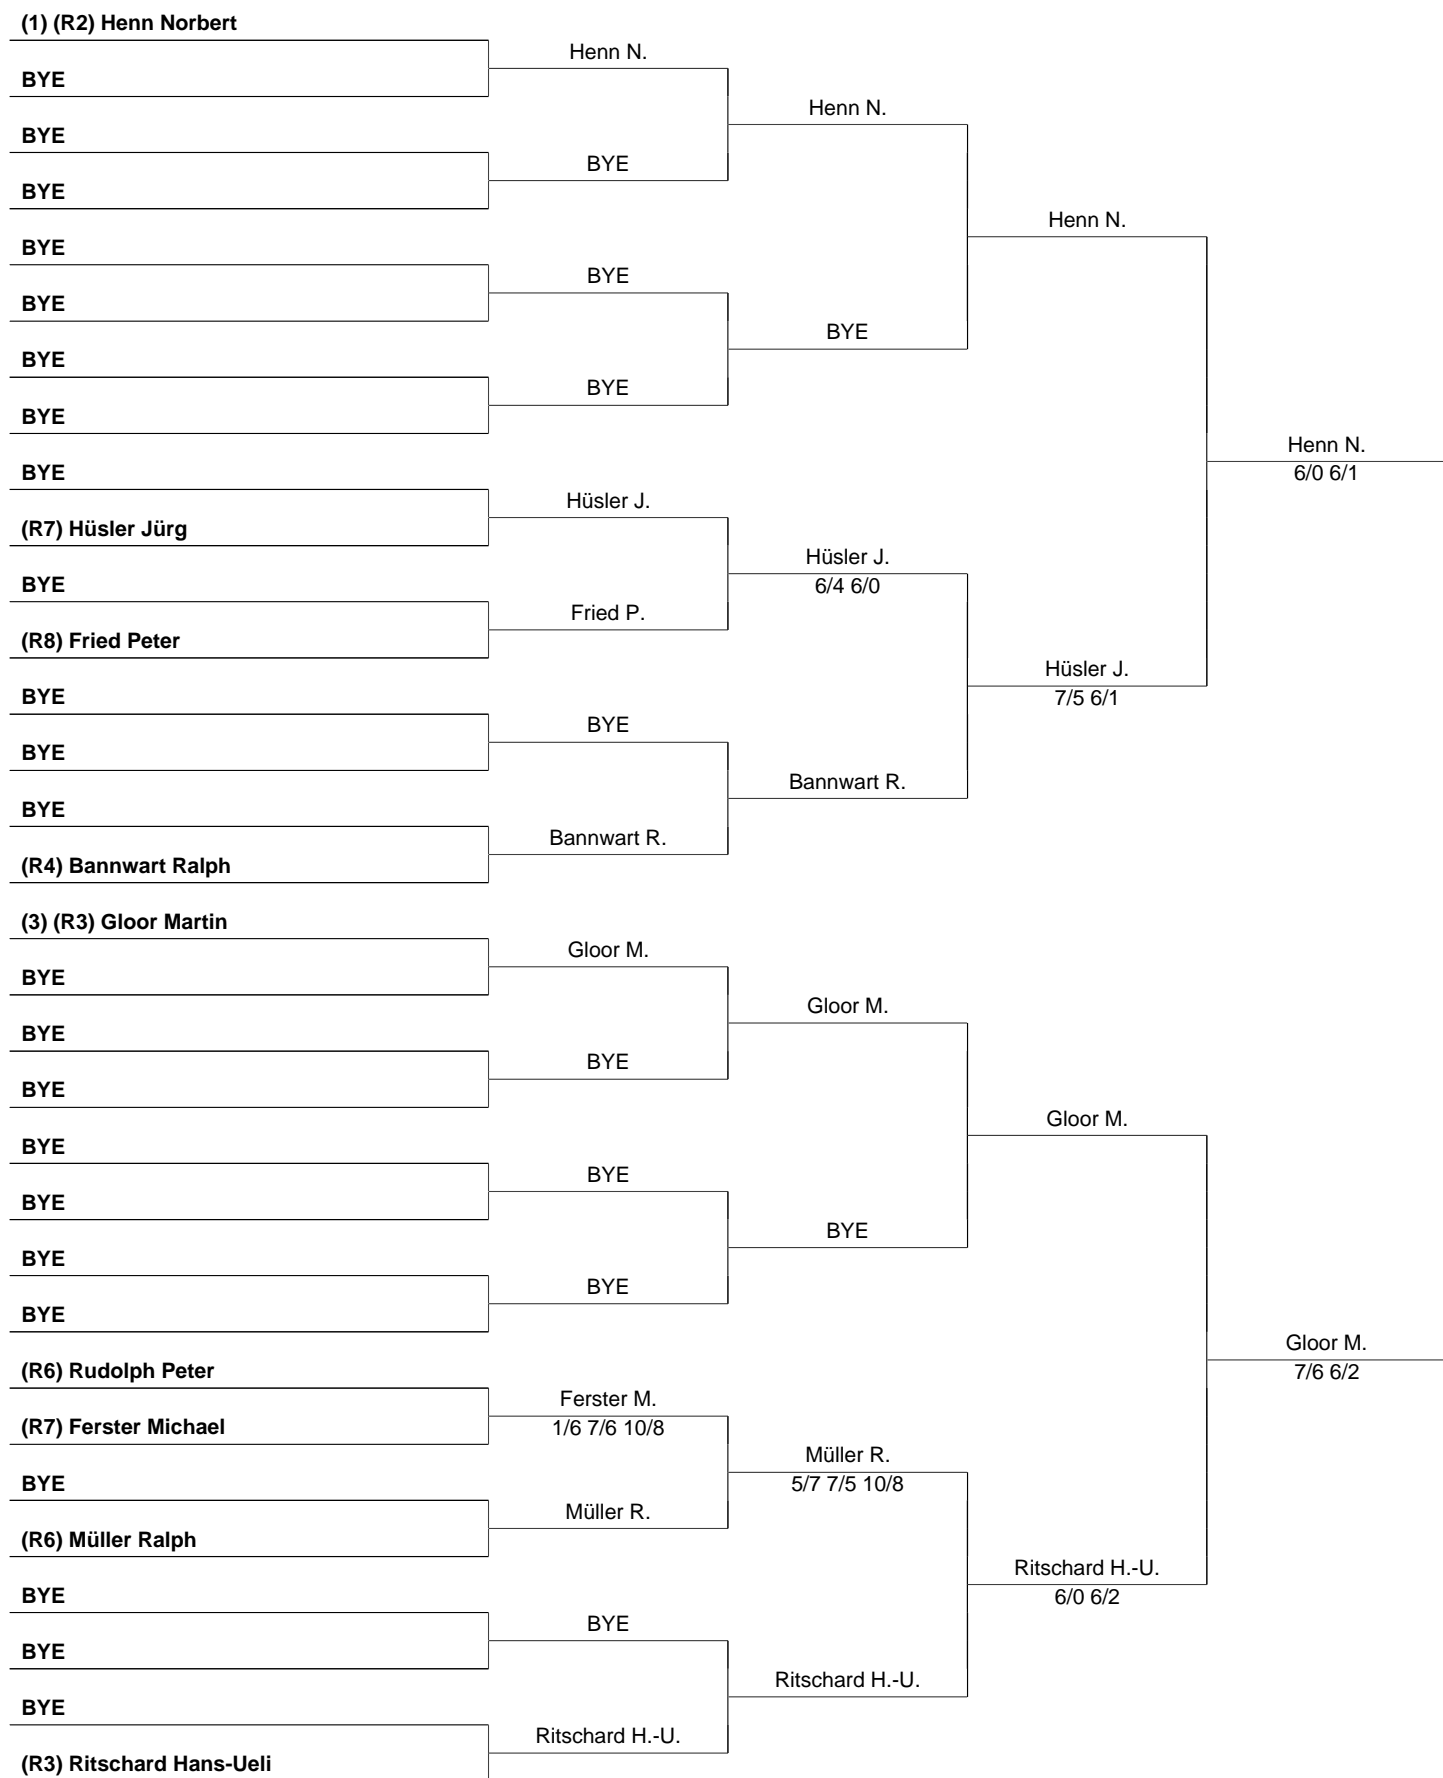 (1) (R2) Henn Norbert
BYE
BYE
BYE
BYE
BYE
BYE
BYE
BYE
(R7) Hüsler Jürg
BYE
(R8) Fried Peter
BYE
BYE
BYE
(R4) Bannwart Ralph
(3) (R3) Gloor Martin
BYE
BYE
BYE
BYE
BYE
BYE
BYE
(R6) Rudolph Peter
(R7) Ferster Michael
BYE
(R6) Müller Ralph
BYE
BYE
BYE
(R3) Ritschard Hans-Ueli
Henn N.
BYE
BYE
BYE
Hüsler J.
Fried P.
BYE
Bannwart R.
Gloor M.
BYE
BYE
BYE
Ferster M.
1/6 7/6 10/8
Müller R.
BYE
Ritschard H.-U.
Henn N.
BYE
Hüsler J.
6/4 6/0
Bannwart R.
Gloor M.
BYE
Müller R.
5/7 7/5 10/8
Ritschard H.-U.
Henn N.
Hüsler J.
7/5 6/1
Gloor M.
Ritschard H.-U.
6/0 6/2
Henn N.
6/0 6/1
Gloor M.
7/6 6/2